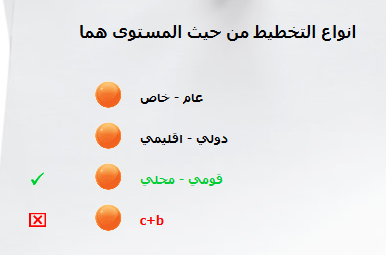 انواع التخطيط من حيث المستوى هما
عام - خاص
دولي - اقليمي
قومي - محلي
c+b